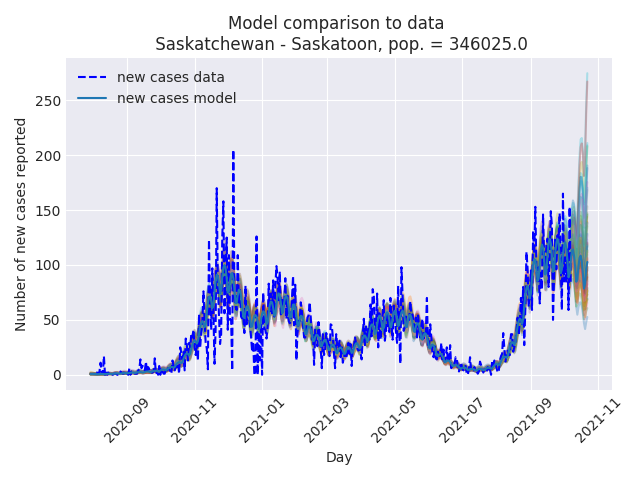 Model comparison to data
Saskatchewan - Saskatoon, pop. = 346025.0
new cases data
new cases model
Number of new cases reported
250
200
150
100
50
0
2020-09
2020-11
2021-01
2021-03
2021-05
2021-07
2021-09
2021-11
Day